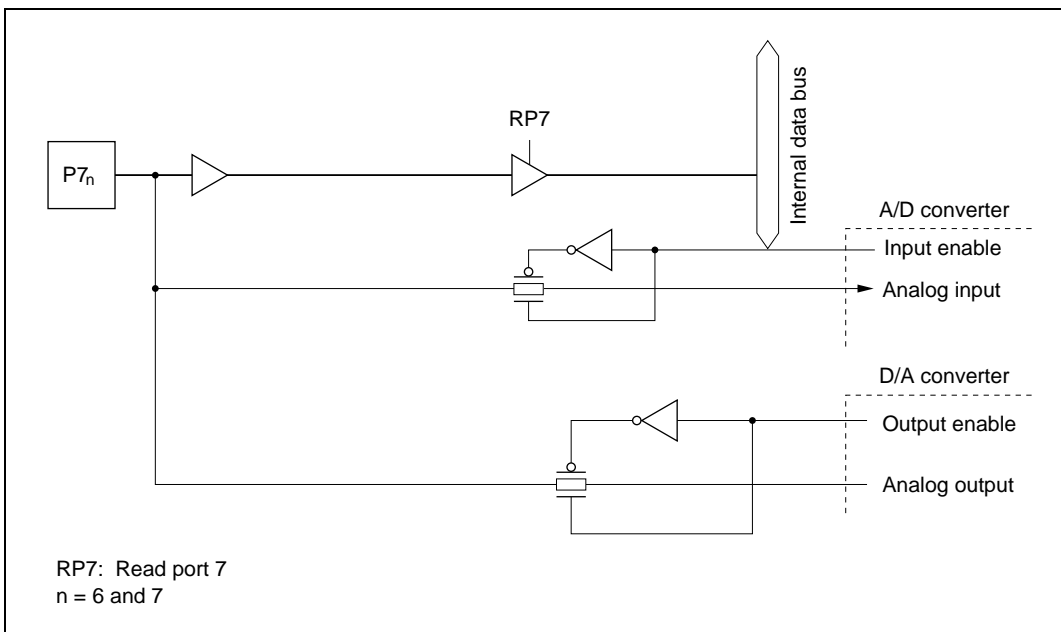 RP7
P7n
Internal data bus
A/D converter
Input enable
Analog input
D/A converter
Output enable
Analog output
RP7: Read port 7
n = 6 and 7